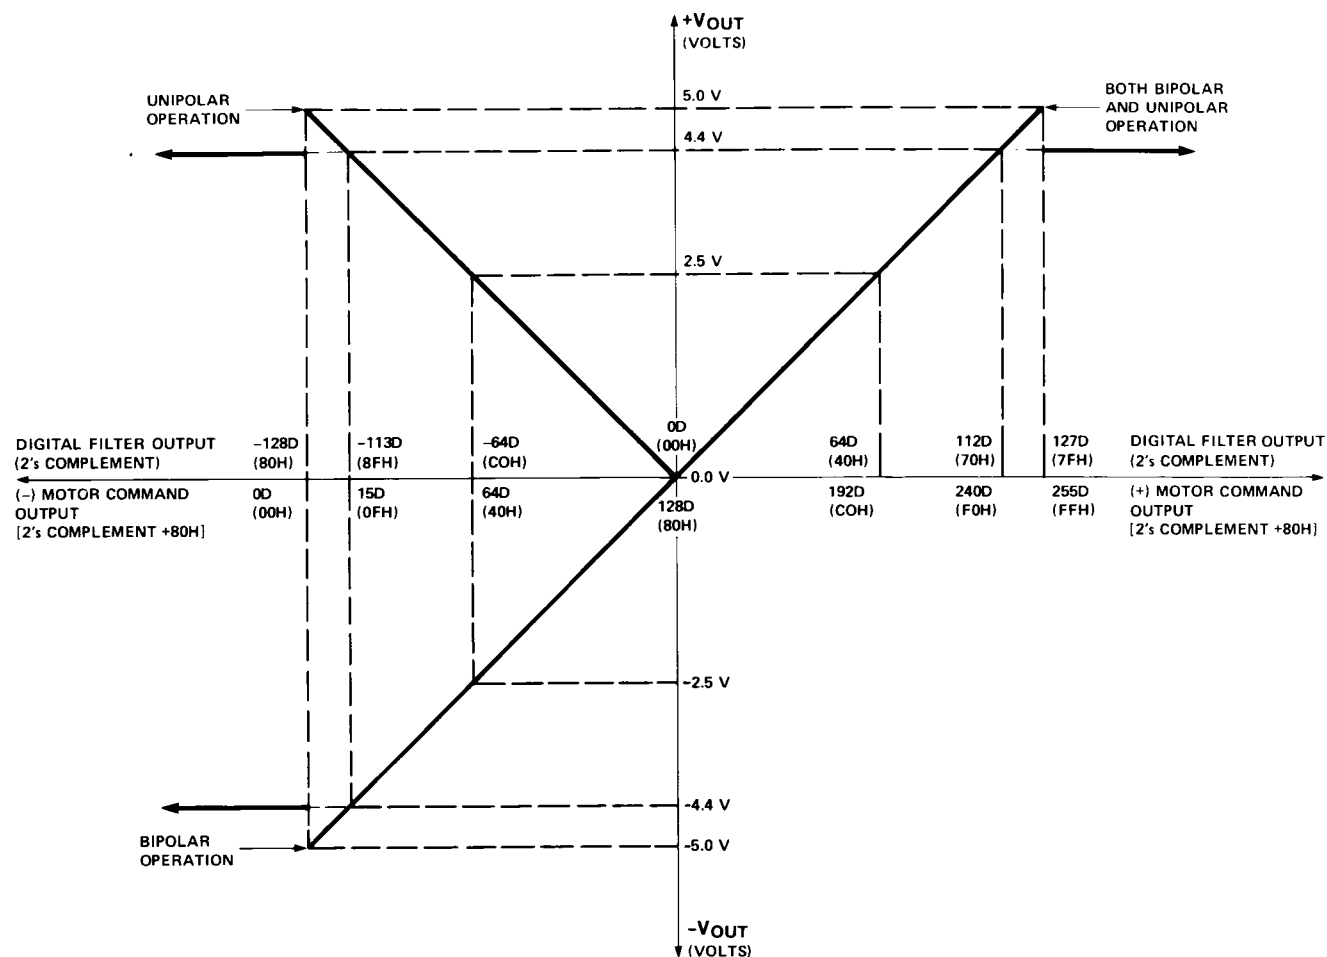 +VOUT
(VOLTS)
UNIPOLAR
OPERATION
5.0 V
BOTH BIPOLAR
AND UNIPOLAR
OPERATION
4.4 V
2.5 V
DIGITAL FILTER OUTPUT
(2's COMPLEMENT)
-128D
(80H)
-113D
(8FH)
-64D
(COH)
0D
(00H)
64D
(40H)
112D
(70H)
127D
(7FH)
DIGITAL FILTER OUTPUT
(2's COMPLEMENT)
0.0 V
(-) MOTOR COMMAND
OUTPUT
[2's COMPLEMENT +80H]
0D
(00H)
15D
(0FH)
64D
(40H)
128D
(80H)
192D
(COH)
240D
(F0H)
255D
(FFH)
(+) MOTOR COMMAND
OUTPUT
[2's COMPLEMENT +80H]
-2.5 V
-4.4 V
BIPOLAR
OPERATION
-5.0 V
-VOUT
(VOLTS)